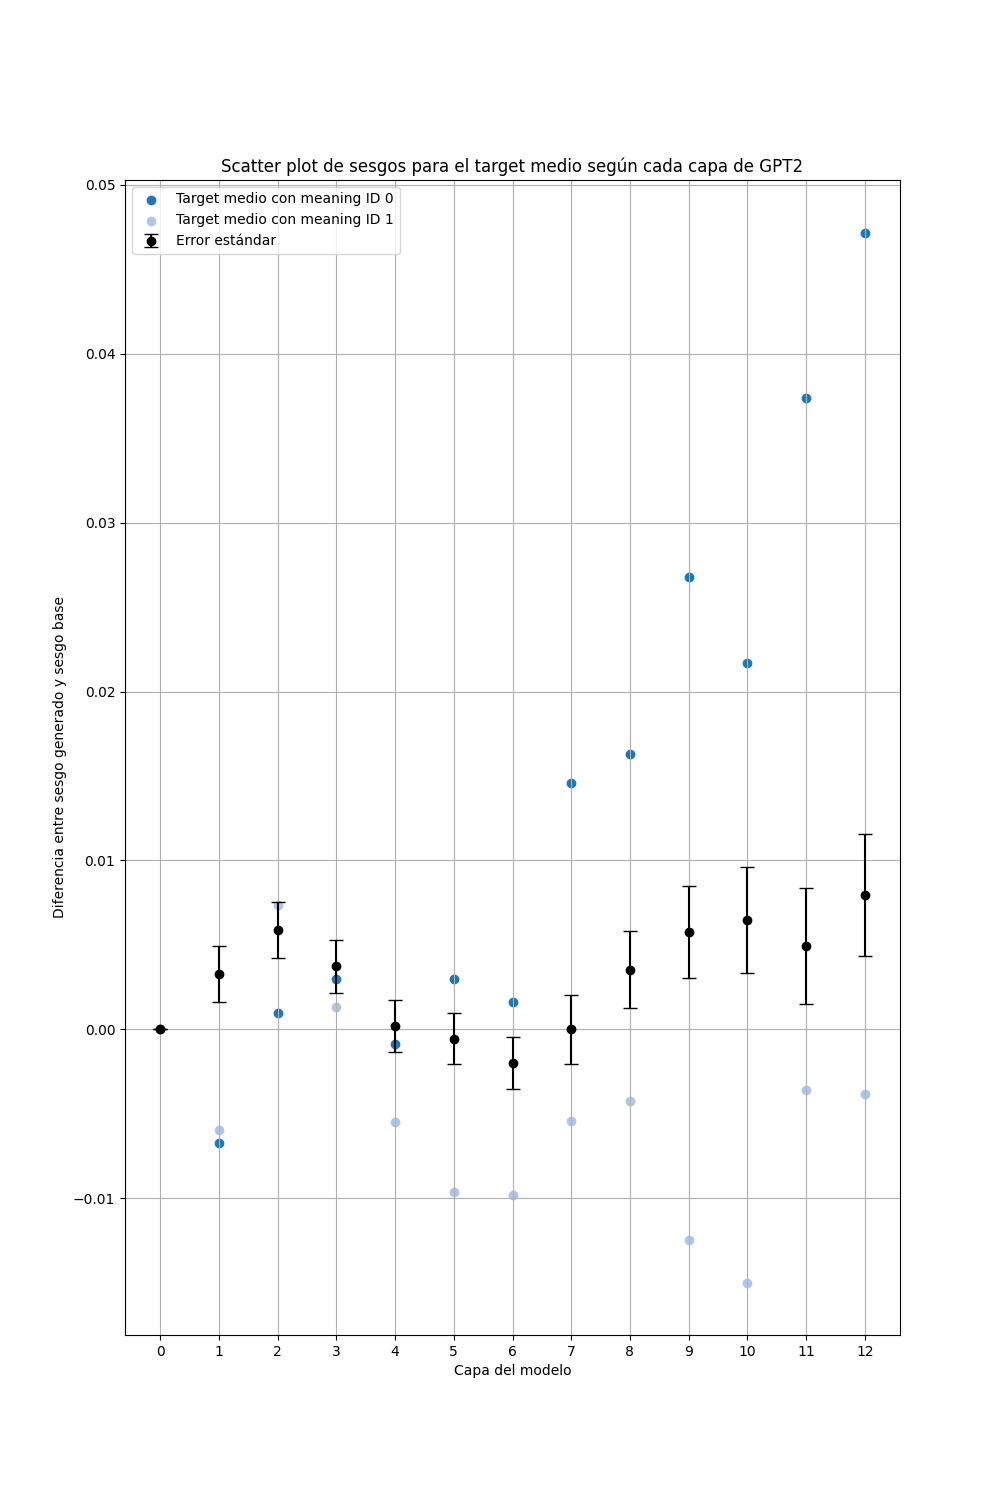 Scatter plot de sesgos para el target medio según cada capa de GPT2
Target medio con meaning ID 0
Target medio con meaning ID 1
Error estándar
0.05
0.04
0.03
0.02
0.01
0.00
−0.01
Diferencia entre sesgo generado y sesgo base
0 1 2 3 4 5 6 7 8 9 10 11 12
Capa del modelo